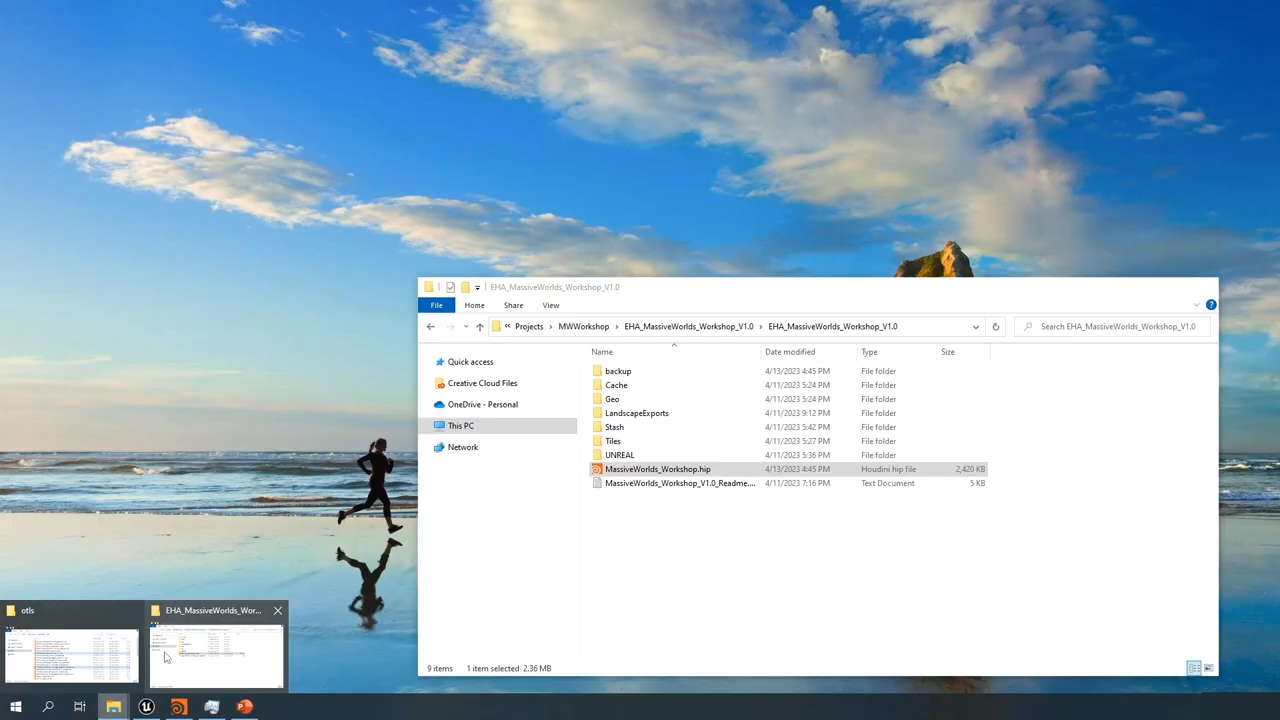 EHA_MassiveWorlds_Workshop_V1.0
File Home Share View
« Projects › MWWorkshop › EHA_MassiveWorlds_Workshop_V1.0 › EHA_MassiveWorlds_Workshop_V1.0
Search EHA_MassiveWorlds_Workshop_V1.0
Quick access
Creative Cloud Files
OneDrive - Personal
This PC
Network
Name Date modified Type Size
backup 4/13/2023 4:45 PM File folder
Cache 4/11/2023 5:24 PM File folder
Geo 4/11/2023 5:24 PM File folder
LandscapeExports 4/11/2023 9:12 PM File folder
Stash 4/11/2023 5:42 PM File folder
Tiles 4/11/2023 5:27 PM File folder
UNREAL 4/11/2023 5:36 PM File folder
MassiveWorlds_Workshop.hip 4/13/2023 4:45 PM Houdini hip file 2,420 KB
MassiveWorlds_Workshop_V1.0_Readme.... 4/11/2023 7:16 PM Text Document 5 KB
9 items 1 item
otls
EHA_MassiveWorlds_Wor...